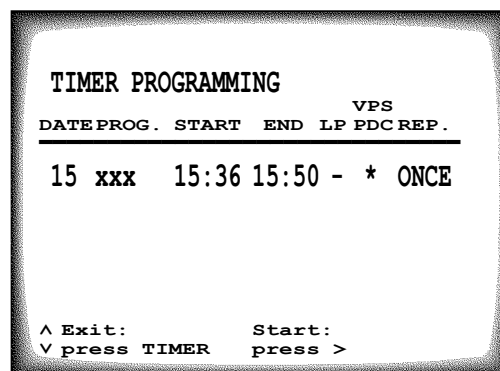 TIMER PROGRAMMING
VPS
DATE PROG. START END LP PDC REP.
15 xxx 15:36 15:50 - * ONCE
^ Exit: Start:
v press TIMER press >